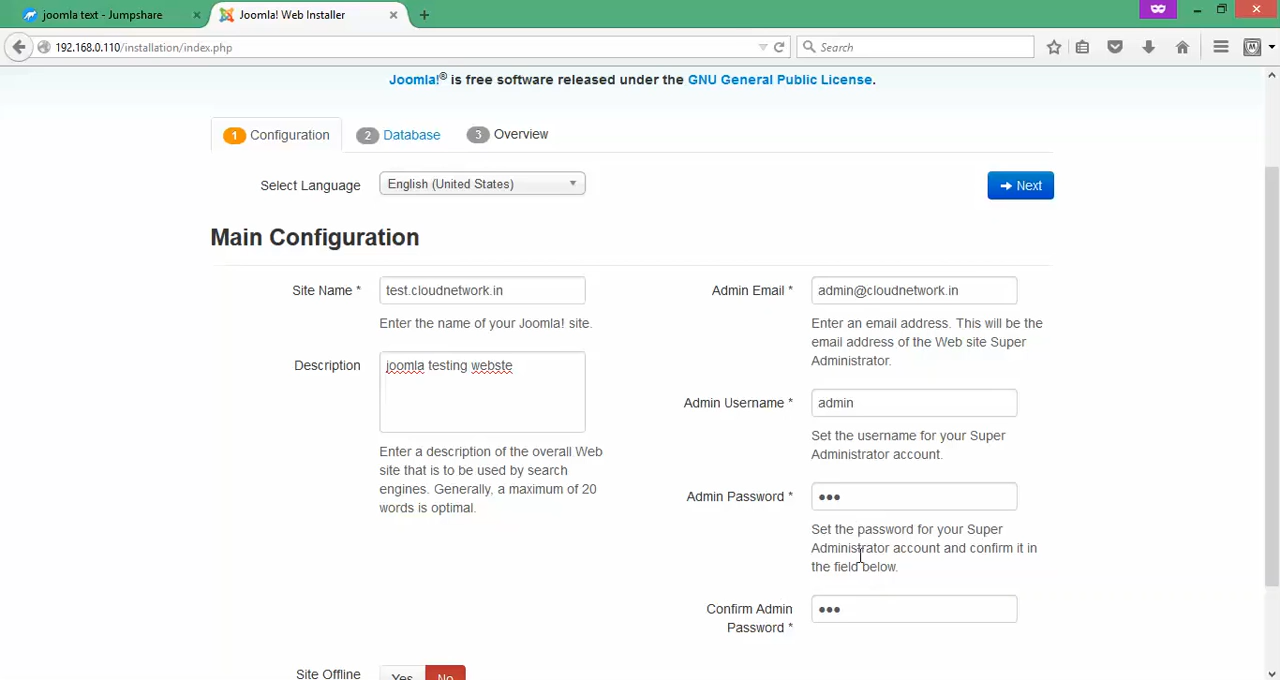 joomla text - Jumpshare
Joomla! Web Installer
192.168.0.110/installation/index.php
Search
Joomla!® is free software released under the GNU General Public License.
1 Configuration
2 Database
3 Overview
Select Language
English (United States)
Next
Main Configuration
Site Name *
test.cloudnetwork.in
Enter the name of your Joomla! site.
Description
joomla testing webste
Enter a description of the overall Web
site that is to be used by search
engines. Generally, a maximum of 20
words is optimal.
Admin Email *
admin@cloudnetwork.in
Enter an email address. This will be the
email address of the Web site Super
Administrator.
Admin Username *
admin
Set the username for your Super
Administrator account.
Admin Password *
●●●
Set the password for your Super
Administrator account and confirm it in
the field below.
Confirm Admin
Password *
●●●
Site Offline
Yes
No